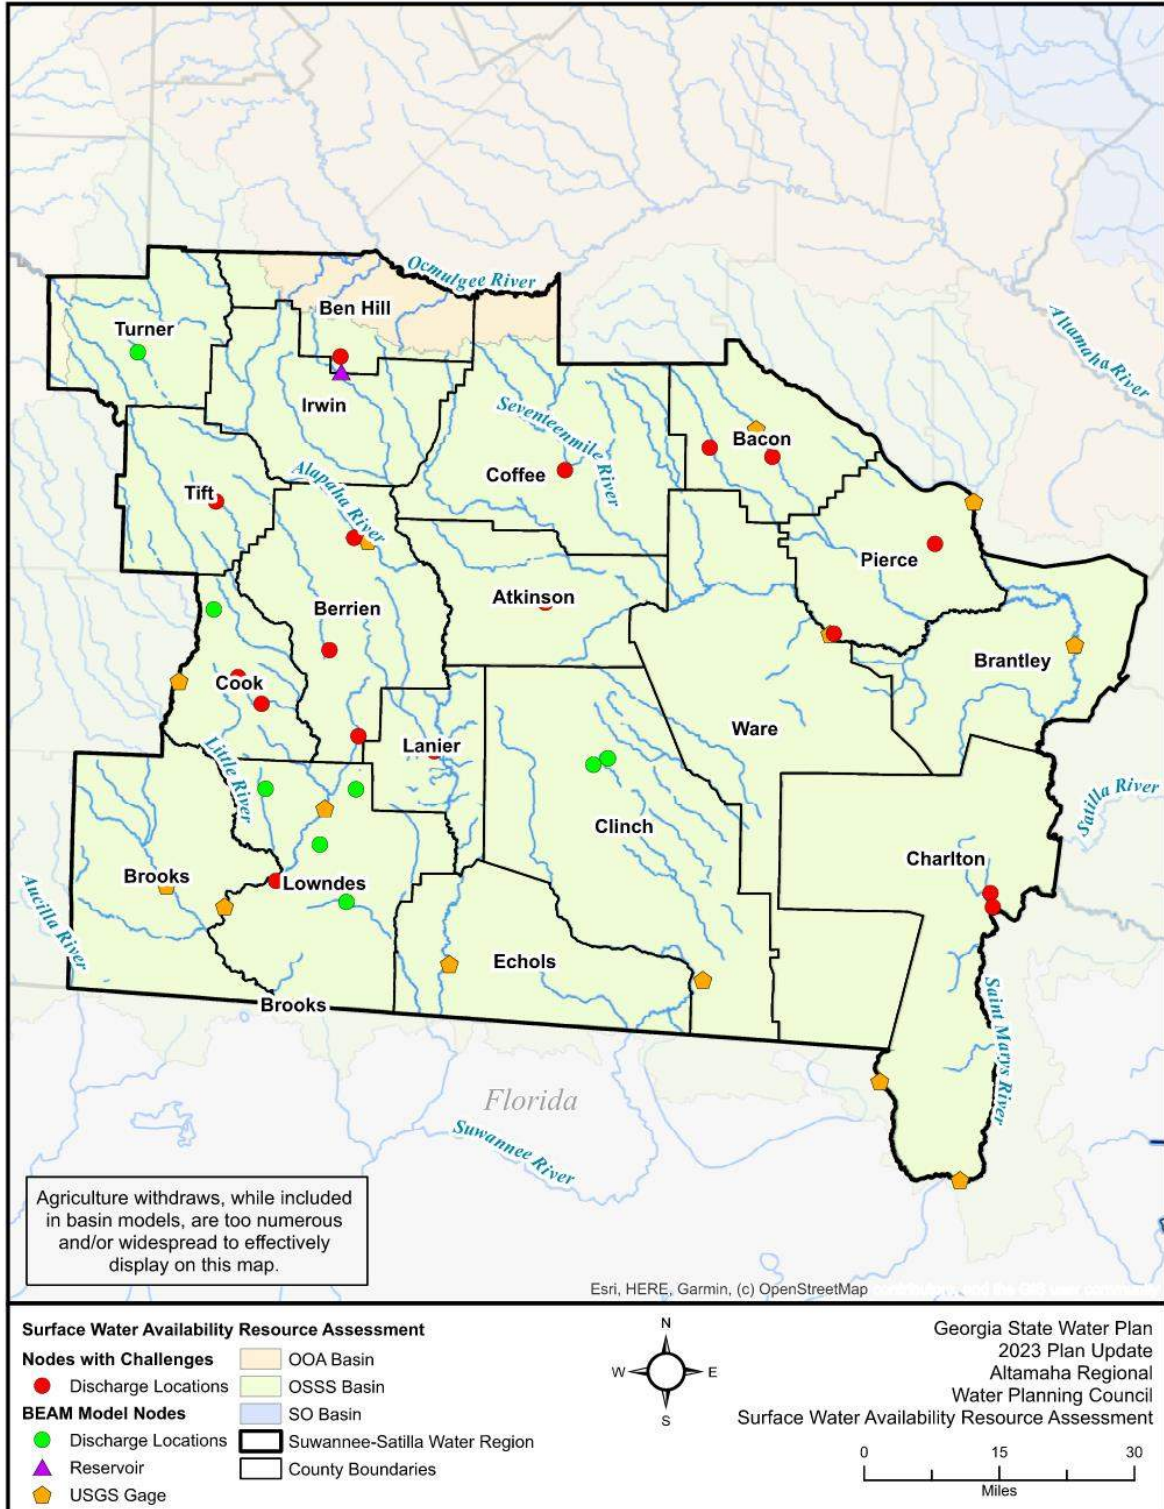 Ocmulgee River
Ben Hill
Turner
Altamaha River
Irwin
Seventeenmile River
Bacon
Coffee
Alapaha River
Tift
Pierce
Atkinson
Berrien
Brantley
Cook
Ware
Lanier
Little River
Satilla River
Clinch
Charlton
Brooks
Lowndes
Aucilla River
Echols
Brooks
Saint Marys River
Florida
Suwannee River
Agriculture withdraws, while included
in basin models, are too numerous
and/or widespread to effectively
display on this map.
Esri, HERE, Garmin, (c) OpenStreetMap
Surface Water Availability Resource Assessment
Nodes with Challenges
Discharge Locations
BEAM Model Nodes
Discharge Locations
Reservoir
USGS Gage
OOA Basin
OSSS Basin
SO Basin
Suwannee-Satilla Water Region
County Boundaries
N
W
E
S
Georgia State Water Plan
2023 Plan Update
Altamaha Regional
Water Planning Council
Surface Water Availability Resource Assessment
0 15 30
Miles